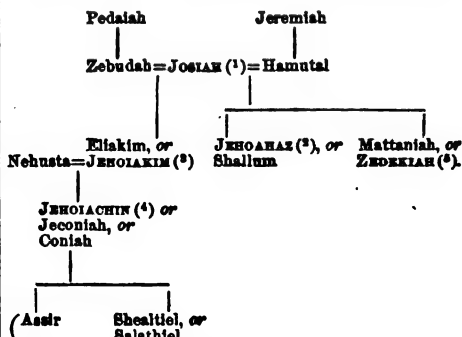 Pedaiah Jeremiah
Zebudah=JOSIAH (1)=Hamutal
Eliakim, or JEHOAHAZ (2), or Mattaniah, or
Nehusta=JEHOIAKIM (3) Shallum ZEDEKIAH (5).
JEHOIACHIN (4) or
Jeconiah, or
Coniah
(Assir Shealtiel, or
Salathiel